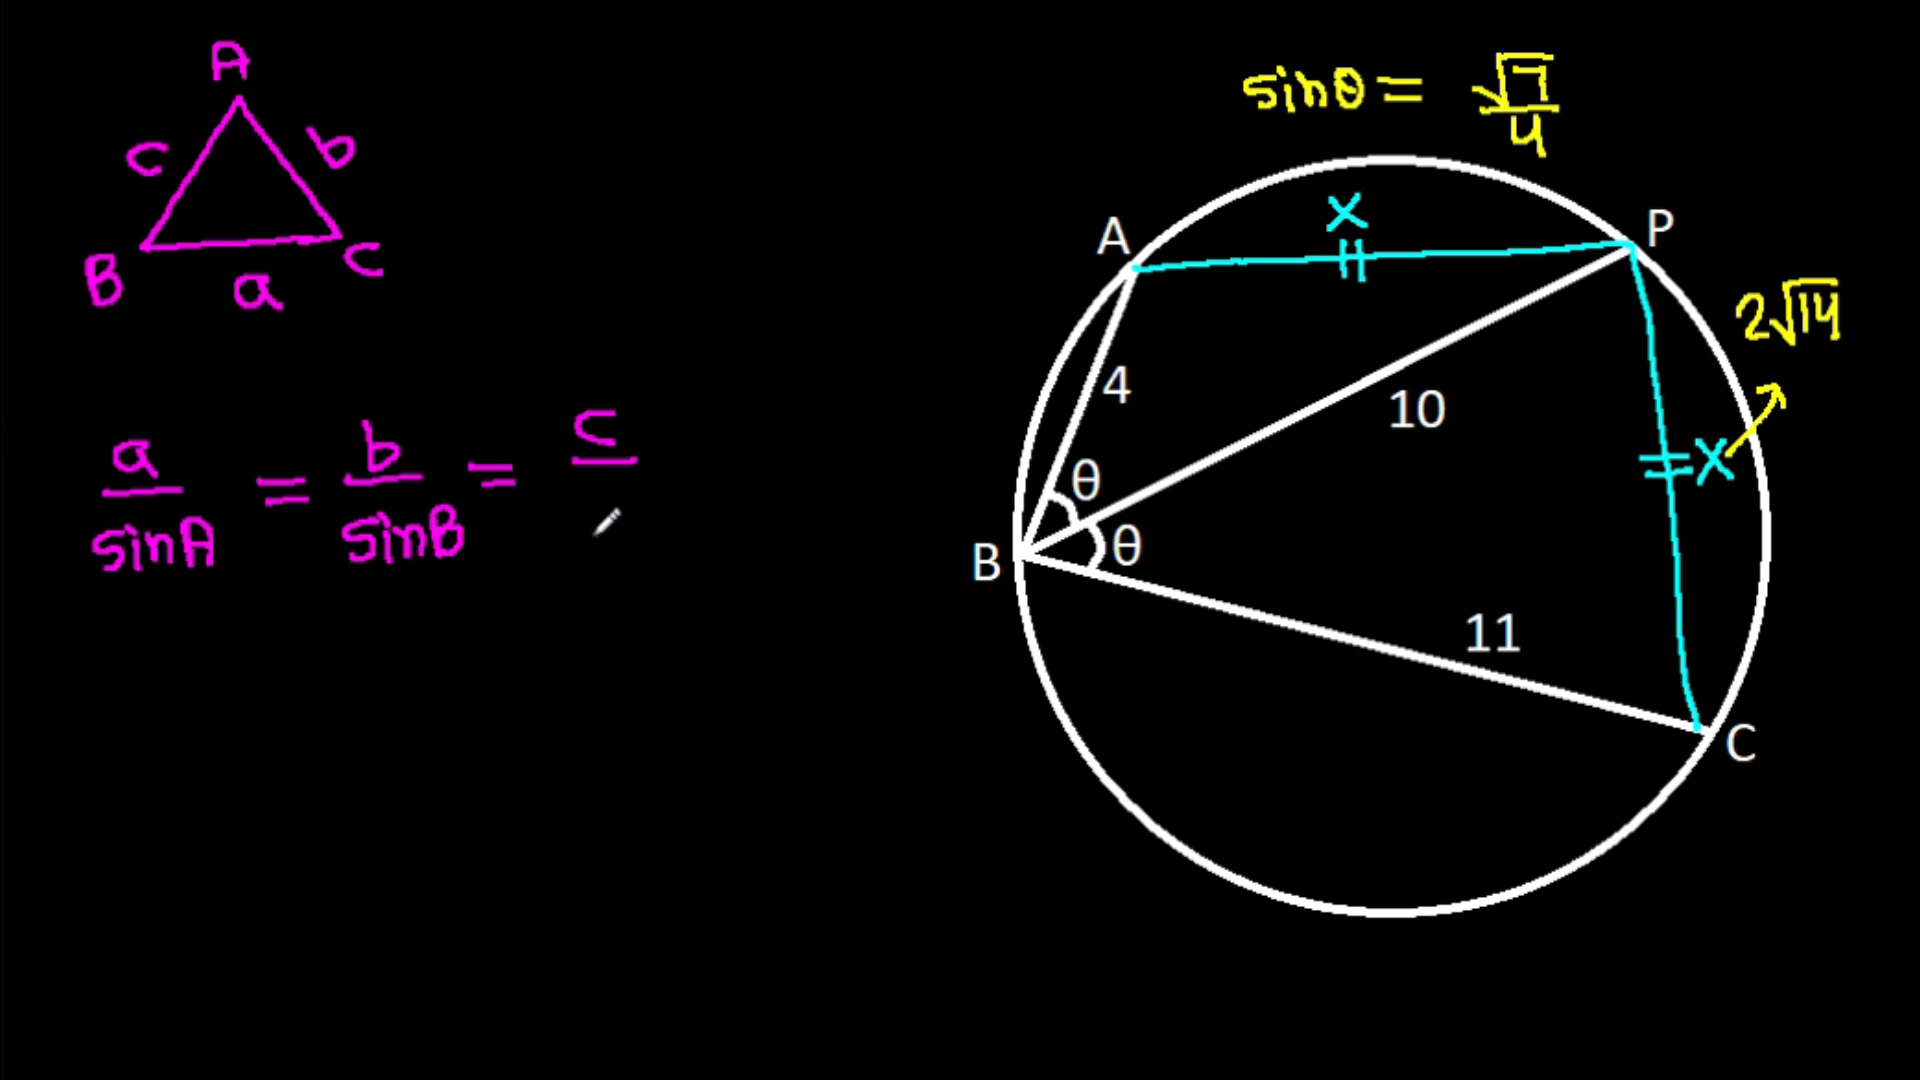 A
c b
B a C
a/sinA = b/sinB = c/
sinθ = √7/4
A x P
2√14
4 10
x
θ
B θ
11
C